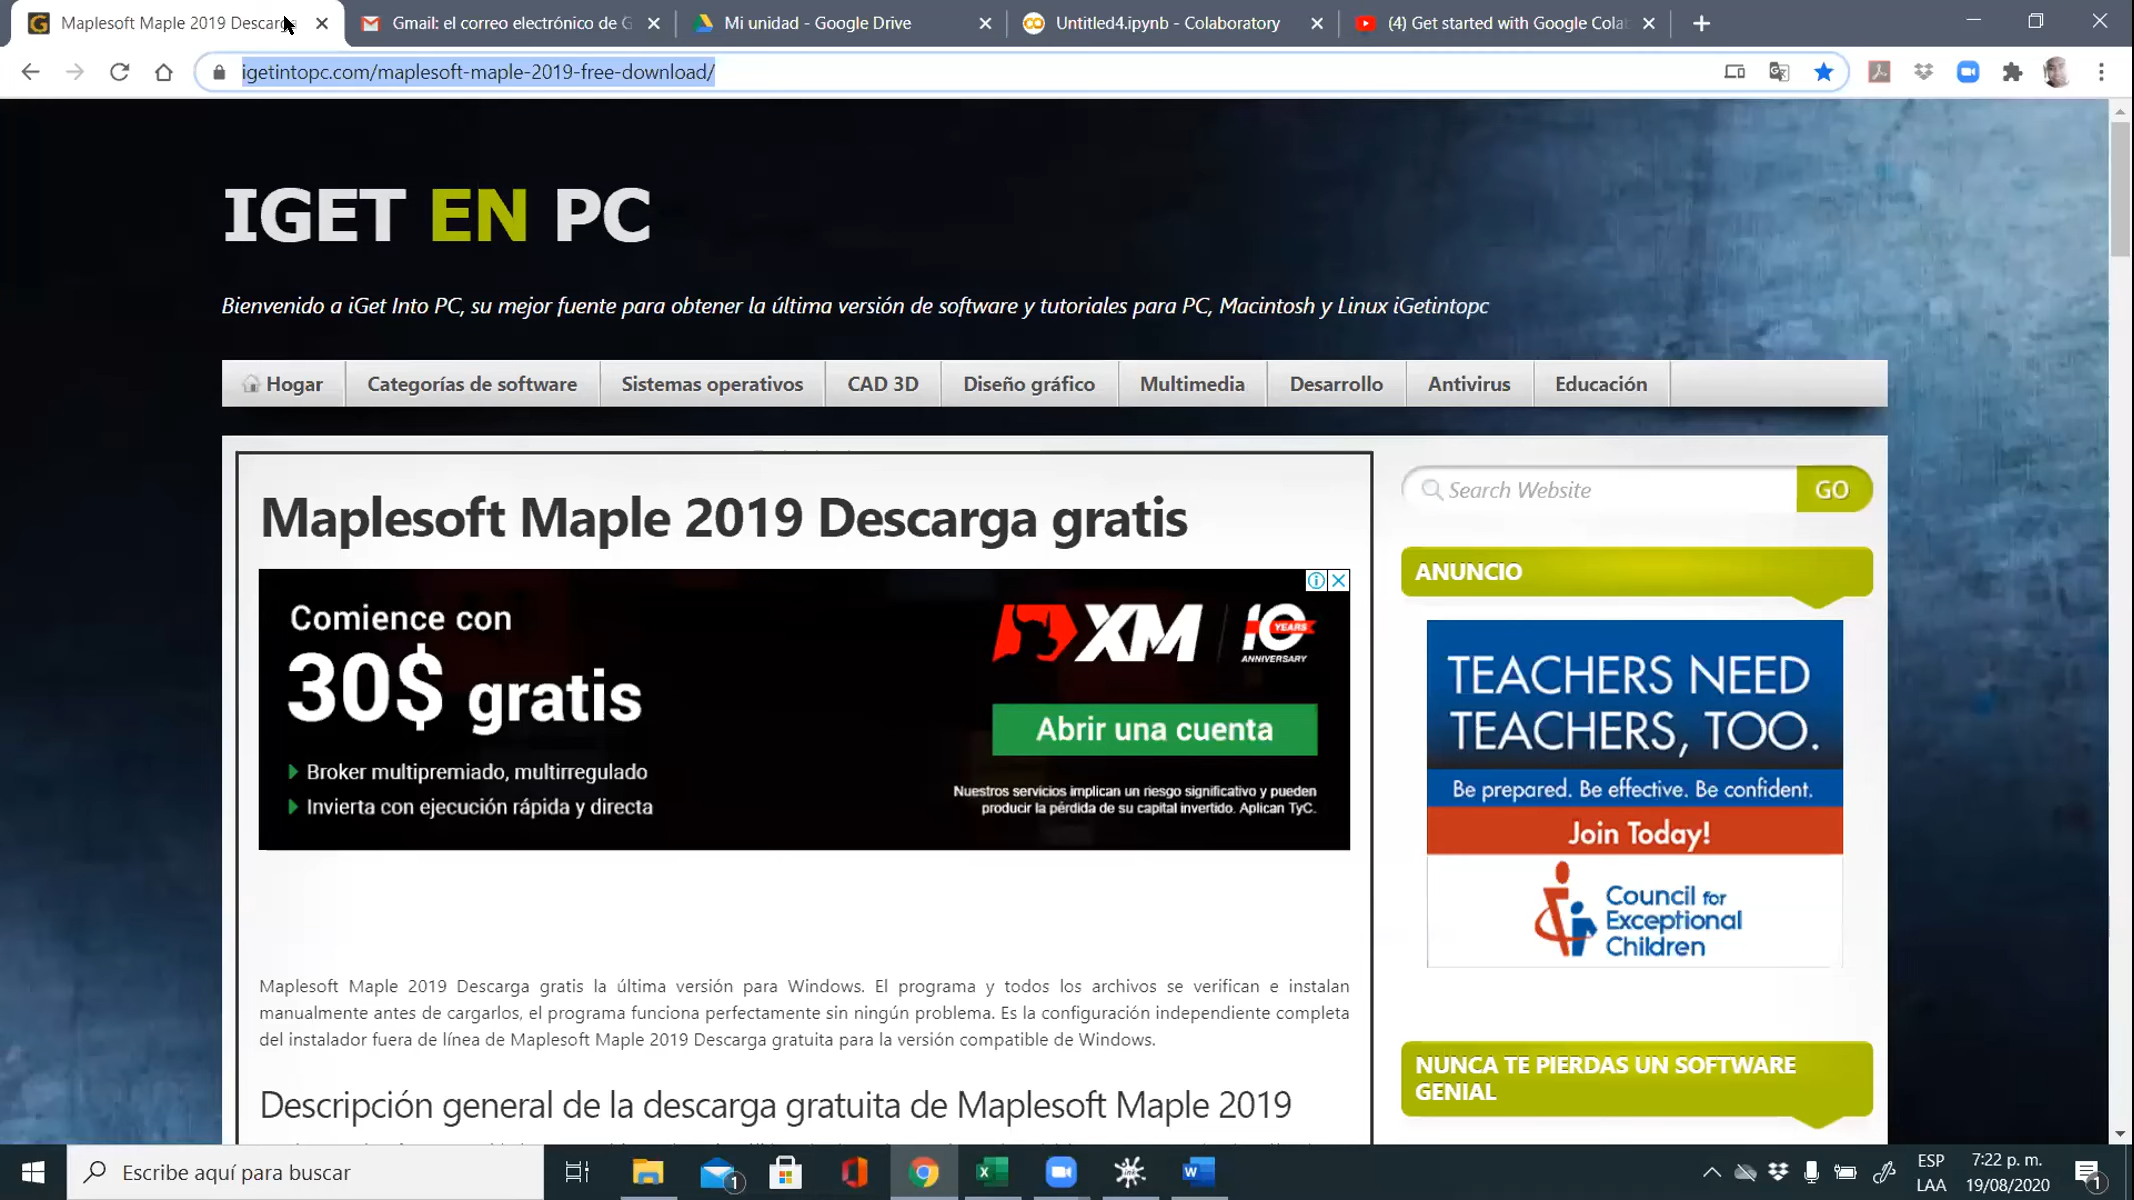 Maplesoft Maple 2019 Descarga
Gmail: el correo electrónico de G
Mi unidad - Google Drive
Untitled4.ipynb - Colaboratory
(4) Get started with Google Colab
igetintopc.com/maplesoft-maple-2019-free-download/
IGET EN PC
Bienvenido a iGet Into PC, su mejor fuente para obtener la última versión de software y tutoriales para PC, Macintosh y Linux iGetintopc
Hogar
Categorías de software
Sistemas operativos
CAD 3D
Diseño gráfico
Multimedia
Desarrollo
Antivirus
Educación
Maplesoft Maple 2019 Descarga gratis
Comience con
30$ gratis
Broker multipremiado, multirregulado
Invierta con ejecución rápida y directa
XM
10 YEARS
ANNIVERSARY
Abrir una cuenta
Nuestros servicios implican un riesgo significativo y pueden
producir la pérdida de su capital invertido. Aplican TyC.
Maplesoft Maple 2019 Descarga gratis la última versión para Windows. El programa y todos los archivos se verifican e instalan
manualmente antes de cargarlos, el programa funciona perfectamente sin ningún problema. Es la configuración independiente completa
del instalador fuera de línea de Maplesoft Maple 2019 Descarga gratuita para la versión compatible de Windows.
Descripción general de la descarga gratuita de Maplesoft Maple 2019
Search Website
GO
ANUNCIO
TEACHERS NEED
TEACHERS, TOO.
Be prepared. Be effective. Be confident.
Join Today!
Council for
Exceptional
Children
NUNCA TE PIERDAS UN SOFTWARE
GENIAL
Escribe aquí para buscar
1
ESP
LAA
7:22 p. m.
19/08/2020
1